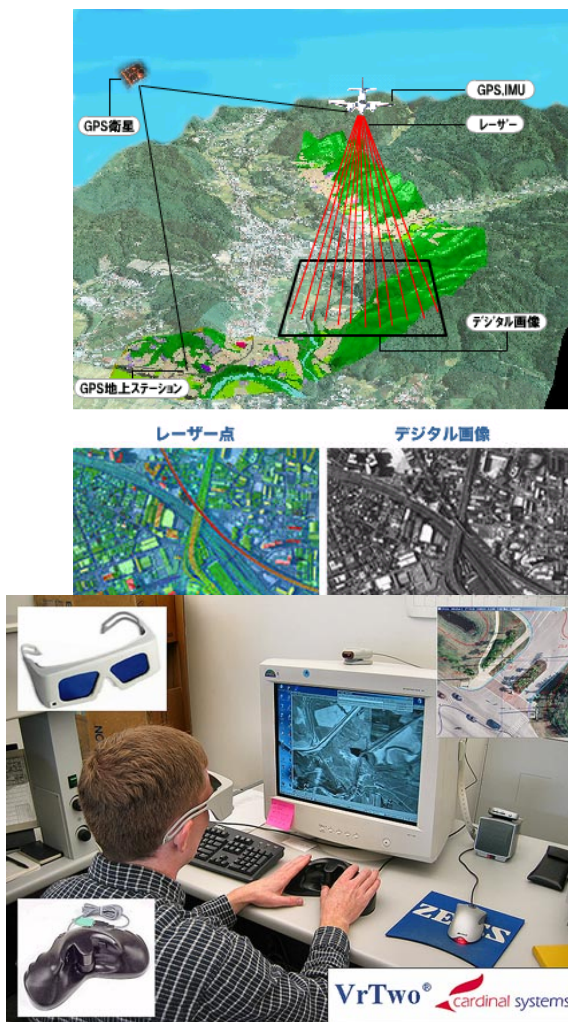 GPS衛星
GPS,IMU
レーザー
デジタル画像
GPS地上ステーション
レーザー点
デジタル画像
ZEISS
VrTwo®
cardinal systems